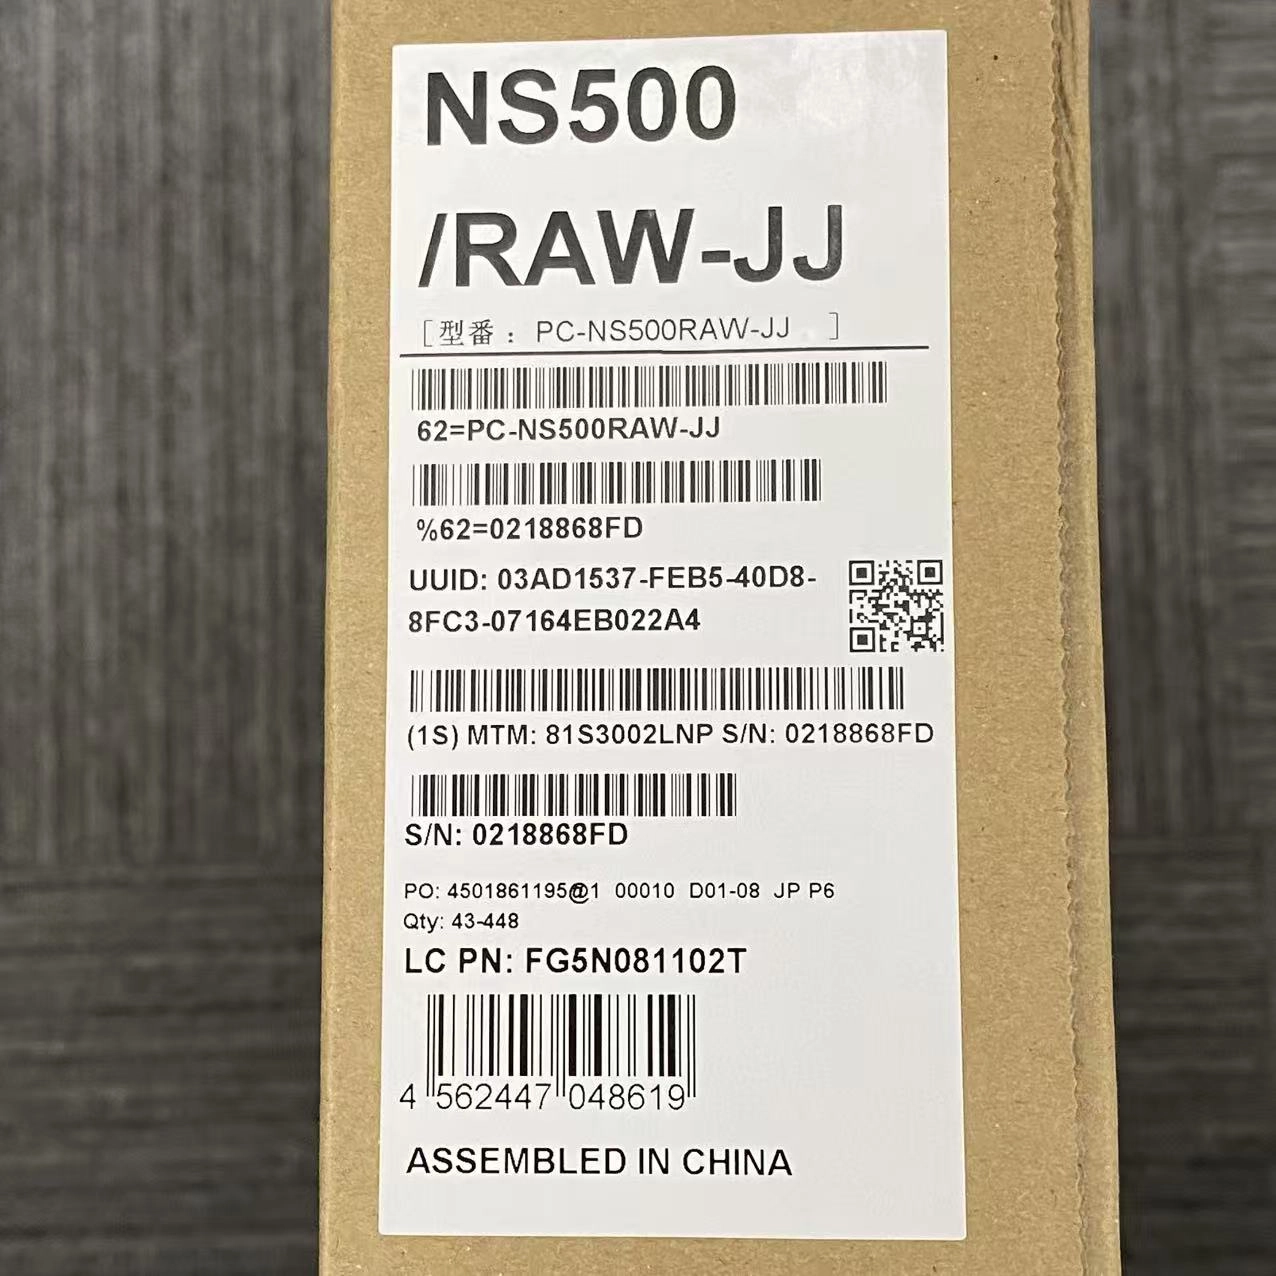 NS500
/RAW-JJ
［型番： PC-NS500RAW-JJ ］
62=PC-NS500RAW-JJ
%62=0218868FD
UUID: 03AD1537-FEB5-40D8-
8FC3-07164EB022A4
(1S) MTM: 81S3002LNP S/N: 0218868FD
S/N: 0218868FD
PO: 4501861195@1 00010 D01-08 JP P6
Qty: 43-448
LC PN: FG5N081102T
4 562447 048619
ASSEMBLED IN CHINA